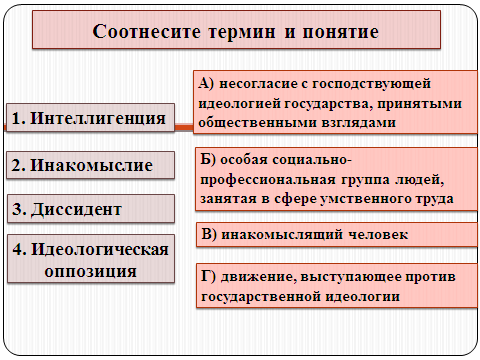 Соотнесите термин и понятие
1. Интеллигенция
2. Инакомыслие
3. Диссидент
4. Идеологическая
оппозиция
А) несогласие с господствующей
идеологией государства, принятыми
общественными взглядами
Б) особая социально-
профессиональная группа людей,
занятая в сфере умственного труда
В) инакомыслящий человек
Г) движение, выступающее против
государственной идеологии